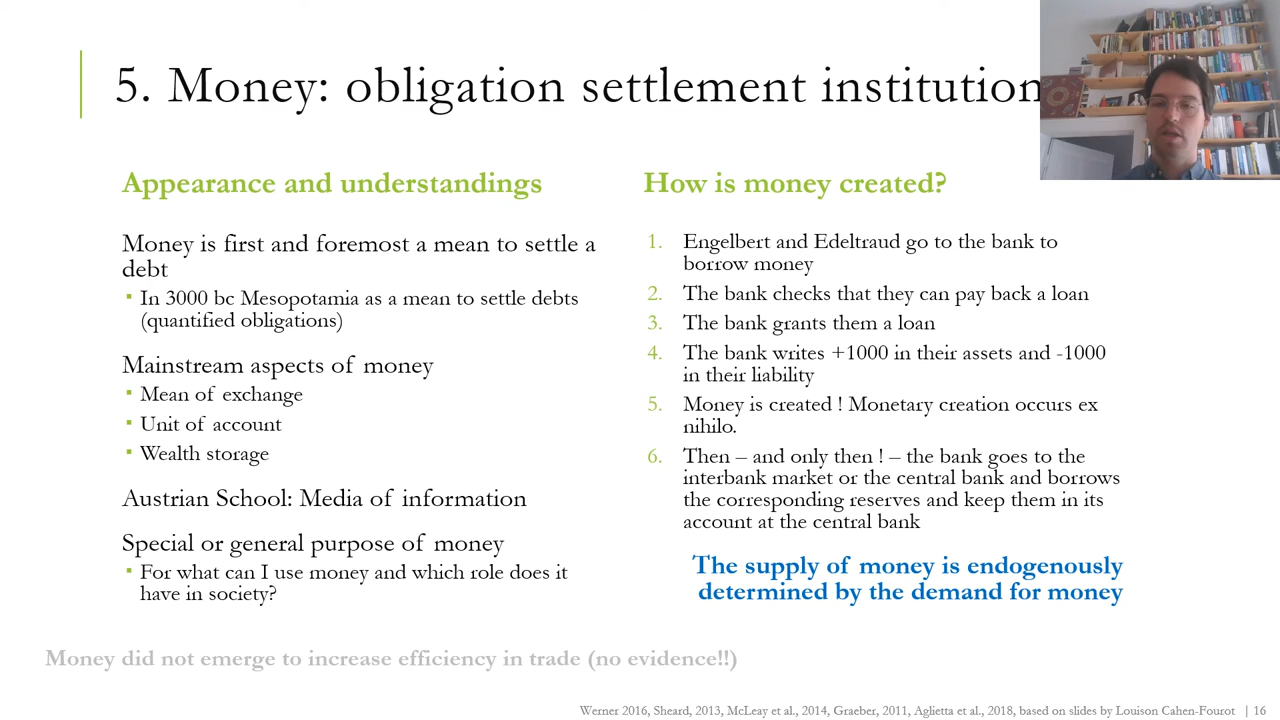 5. Money: obligation settlement institution
Appearance and understandings
Money is first and foremost a mean to settle a
debt
▪ In 3000 bc Mesopotamia as a mean to settle debts
(quantified obligations)
Mainstream aspects of money
▪ Mean of exchange
▪ Unit of account
▪ Wealth storage
Austrian School: Media of information
Special or general purpose of money
▪ For what can I use money and which role does it
have in society?
How is money created?
1. Engelbert and Edeltraud go to the bank to
borrow money
2. The bank checks that they can pay back a loan
3. The bank grants them a loan
4. The bank writes +1000 in their assets and -1000
in their liability
5. Money is created ! Monetary creation occurs ex
nihilo.
6. Then – and only then ! – the bank goes to the
interbank market or the central bank and borrows
the corresponding reserves and keep them in its
account at the central bank
The supply of money is endogenously
determined by the demand for money
Money did not emerge to increase efficiency in trade (no evidence!!)
Werner 2016, Sheard, 2013, McLeay et al., 2014, Graeber, 2011, Aglietta et al., 2018, based on slides by Louison Cahen-Fourot | 16